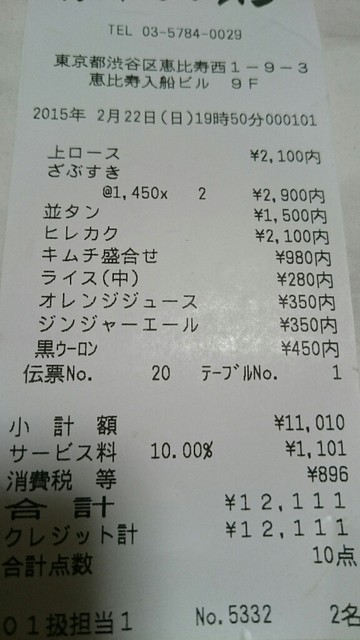 TEL 03-5784-0029
東京都渋谷区恵比寿西1-9-3
恵比寿入船ビル 9F
2015年 2月22日(日)19時50分000101
上ロース ¥2,100内
ざぶすき
@1,450x 2 ¥2,900内
並タン ¥1,500内
ヒレカク ¥2,100内
キムチ盛合せ ¥980内
ライス(中) ¥280内
オレンジジュース ¥350内
ジンジャーエール ¥350内
黒ウーロン ¥450内
伝票No. 20 テーブルNo. 1
小計額 ¥11,010
サービス料 10.00% ¥1,101
消費税等 ¥896
合計 ¥12,111
クレジット計 ¥12,111
合計点数 10点
01扱担当1 No.5332 2名